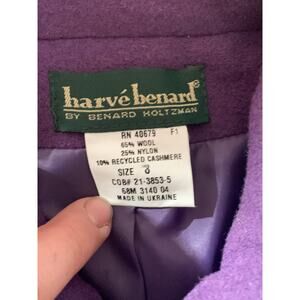 harvé benard®
BY BENARD HOLTZMAN
RN 40679 F1
65% WOOL
25% NYLON
10% RECYCLED CASHMERE
SIZE 8
COB# 21-3853-5
68M 3140 04
MADE IN UKRAINE